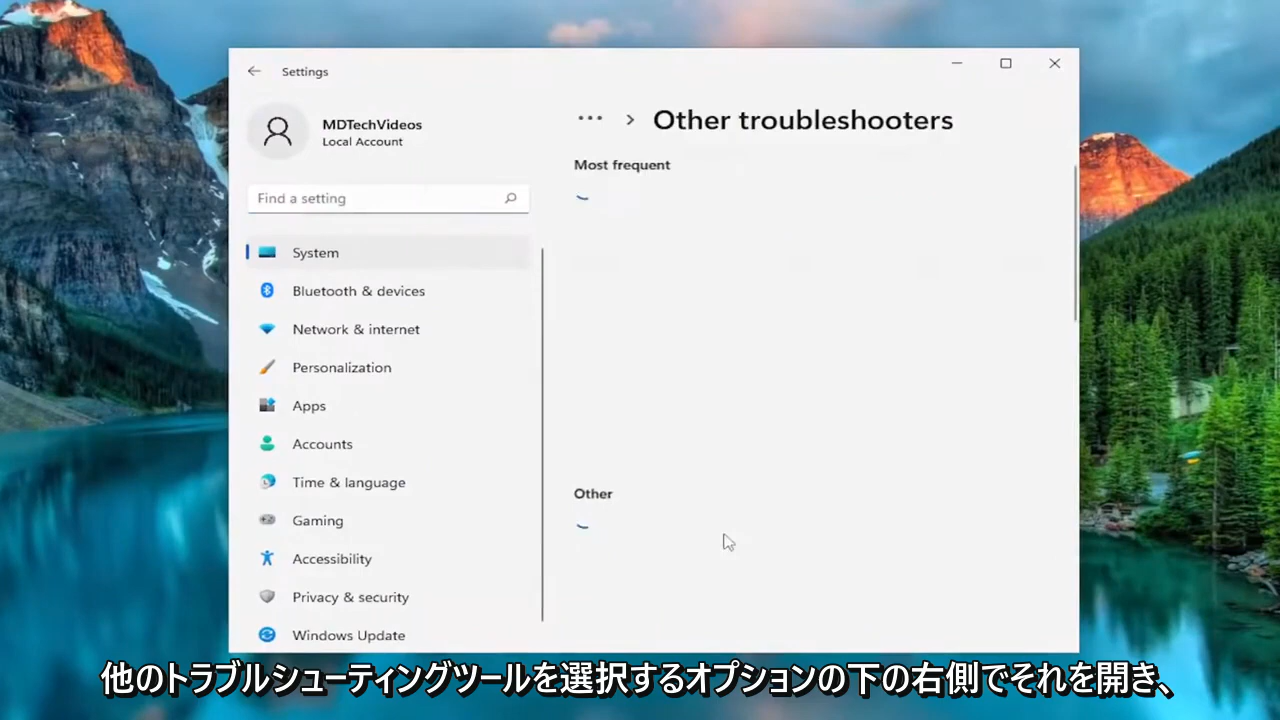 Settings
MDTechVideos
Local Account
Find a setting
System
Bluetooth & devices
Network & internet
Personalization
Apps
Accounts
Time & language
Gaming
Accessibility
Privacy & security
Windows Update
... > Other troubleshooters
Most frequent
Other
他のトラブルシューティングツールを選択するオプションの下の右側でそれを開き、